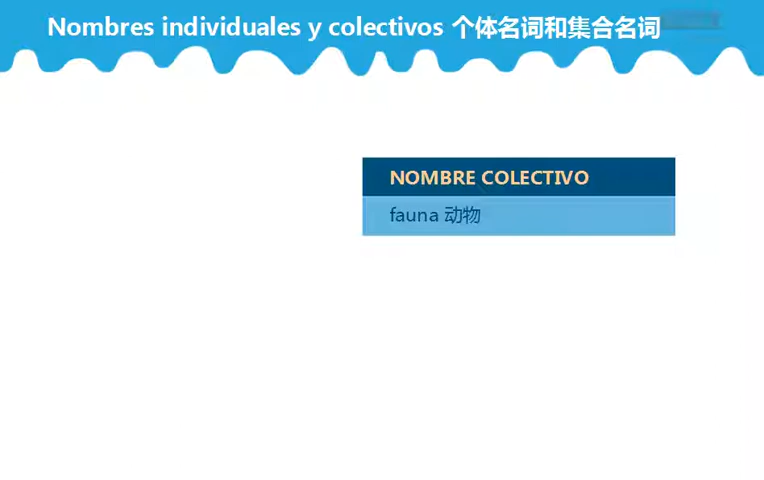 Nombres individuales y colectivos 个体名词和集合名词
NOMBRE COLECTIVO
fauna 动物